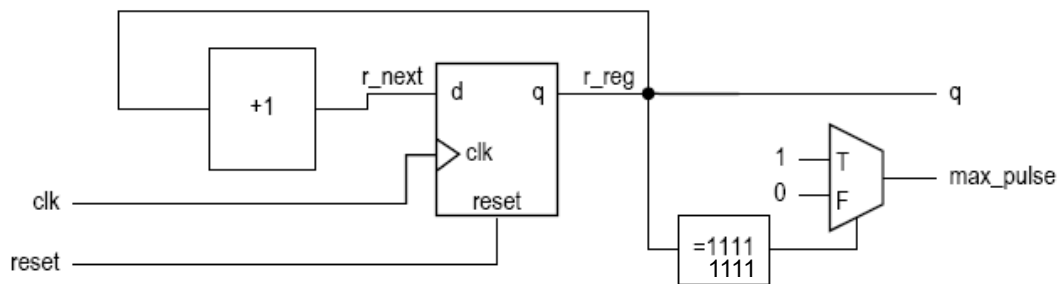 +1
r_next
d
q
r_reg
q
clk
1
T
0
F
max_pulse
clk
reset
=1111
1111
reset